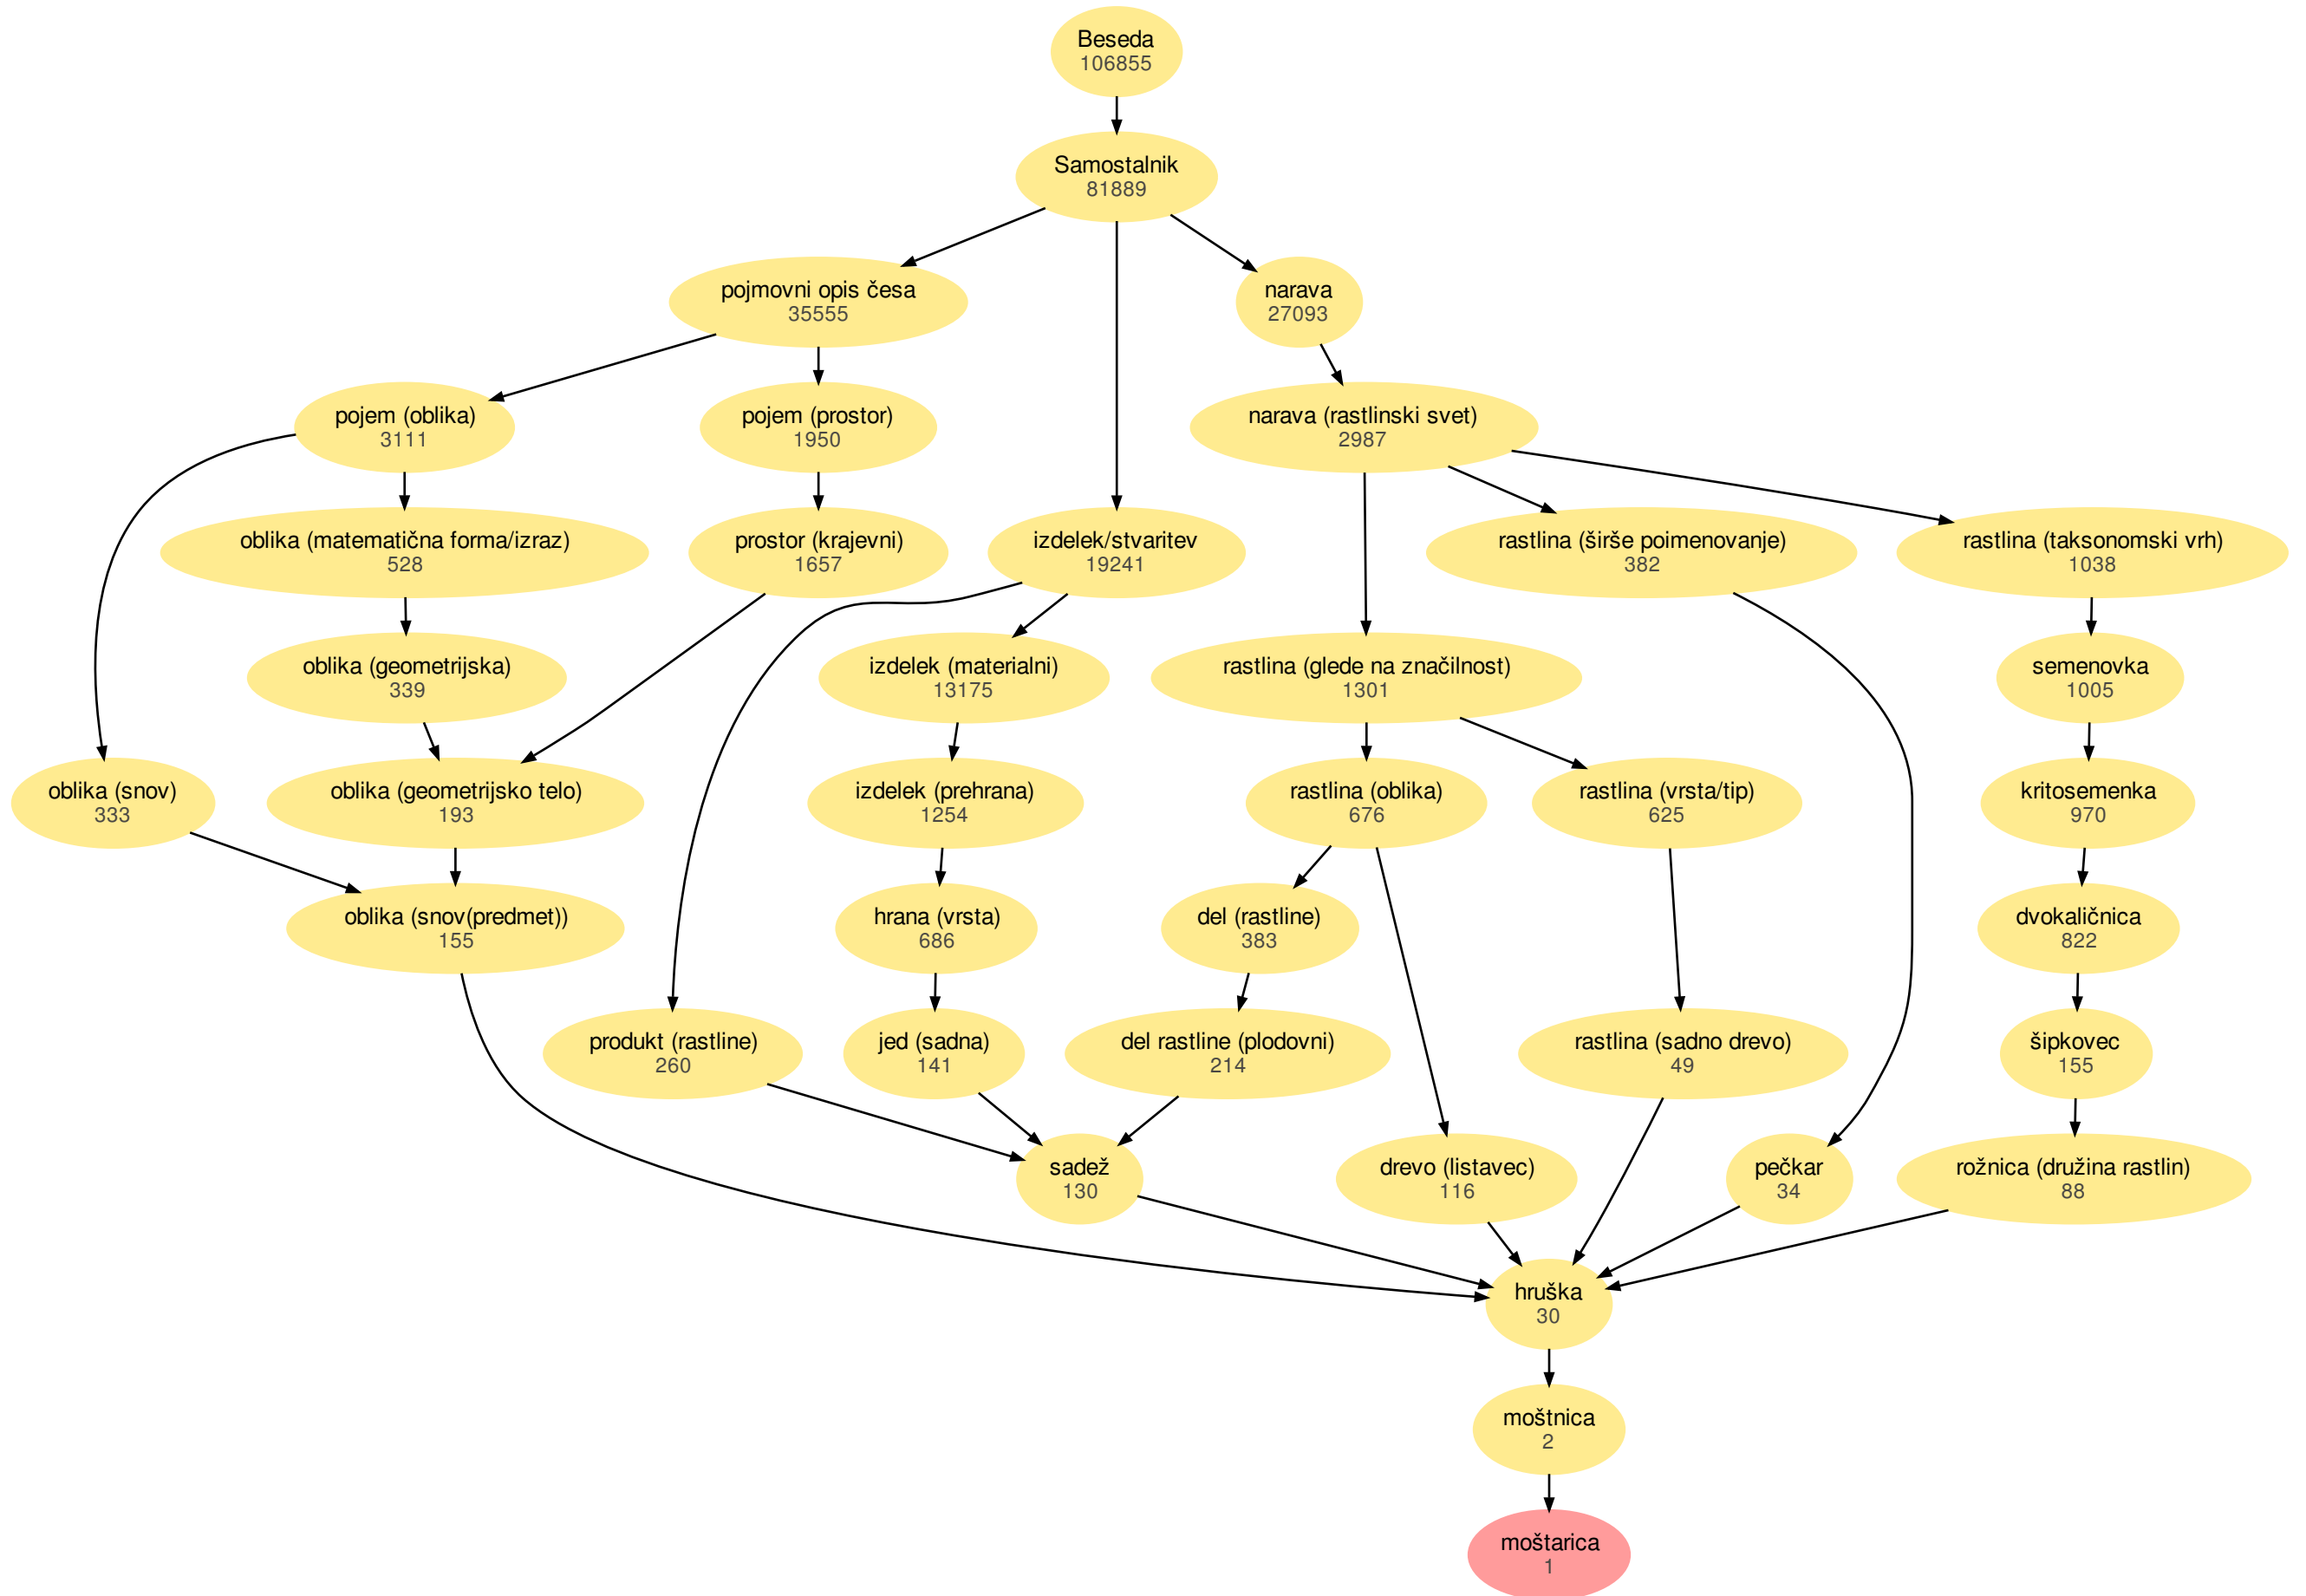 Beseda
106855
Samostalnik
81889
pojmovni opis česa
35555
narava
27093
pojem (oblika)
3111
pojem (prostor)
1950
narava (rastlinski svet)
2987
oblika (matematična forma/izraz)
528
prostor (krajevni)
1657
izdelek/stvaritev
19241
rastlina (širše poimenovanje)
382
rastlina (taksonomski vrh)
1038
oblika (geometrijska)
339
izdelek (materialni)
13175
rastlina (glede na značilnost)
1301
semenovka
1005
oblika (snov)
333
oblika (geometrijsko telo)
193
izdelek (prehrana)
1254
rastlina (oblika)
676
rastlina (vrsta/tip)
625
kritosemenka
970
oblika (snov(predmet))
155
hrana (vrsta)
686
del (rastline)
383
dvokaličnica
822
produkt (rastline)
260
jed (sadna)
141
del rastline (plodovni)
214
rastlina (sadno drevo)
49
šipkovec
155
sadež
130
drevo (listavec)
116
pečkar
34
rožnica (družina rastlin)
88
hruška
30
moštnica
2
moštarica
1